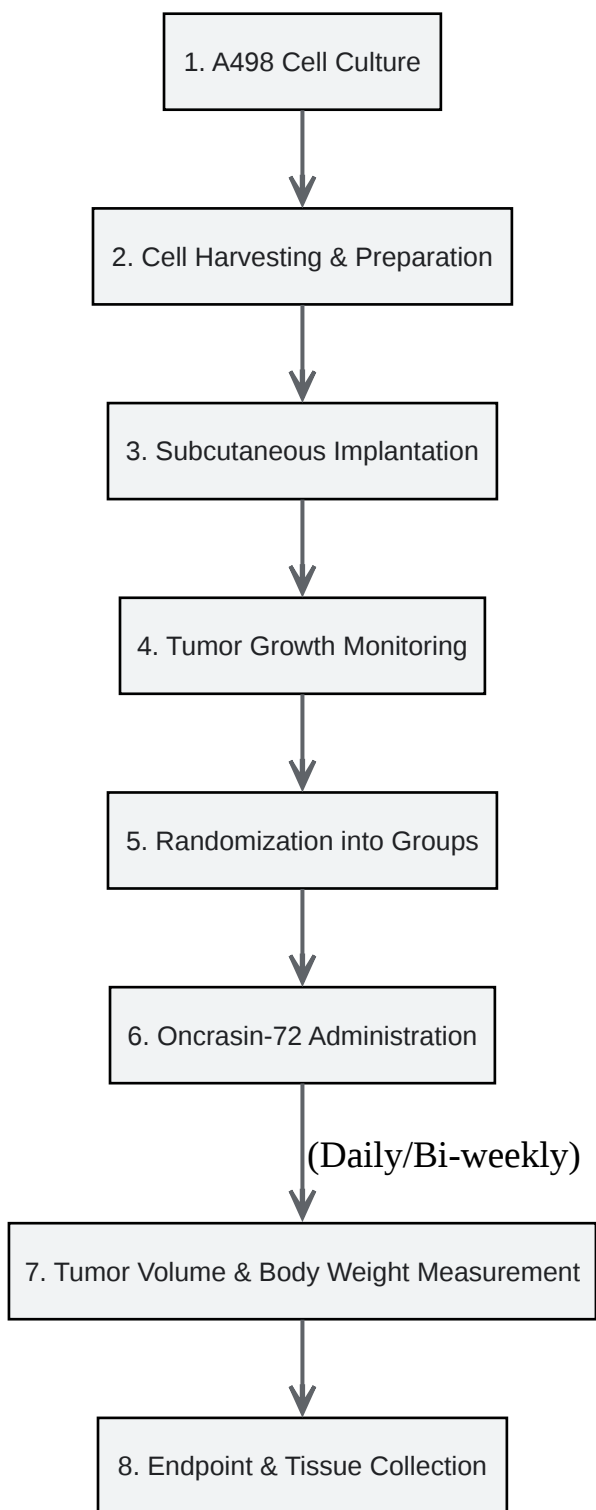 1. A498 Cell Culture
2. Cell Harvesting & Preparation
3. Subcutaneous Implantation
4. Tumor Growth Monitoring
5. Randomization into Groups
6. Oncrasin-72 Administration
(Daily/Bi-weekly)
7. Tumor Volume & Body Weight Measurement
8. Endpoint & Tissue Collection